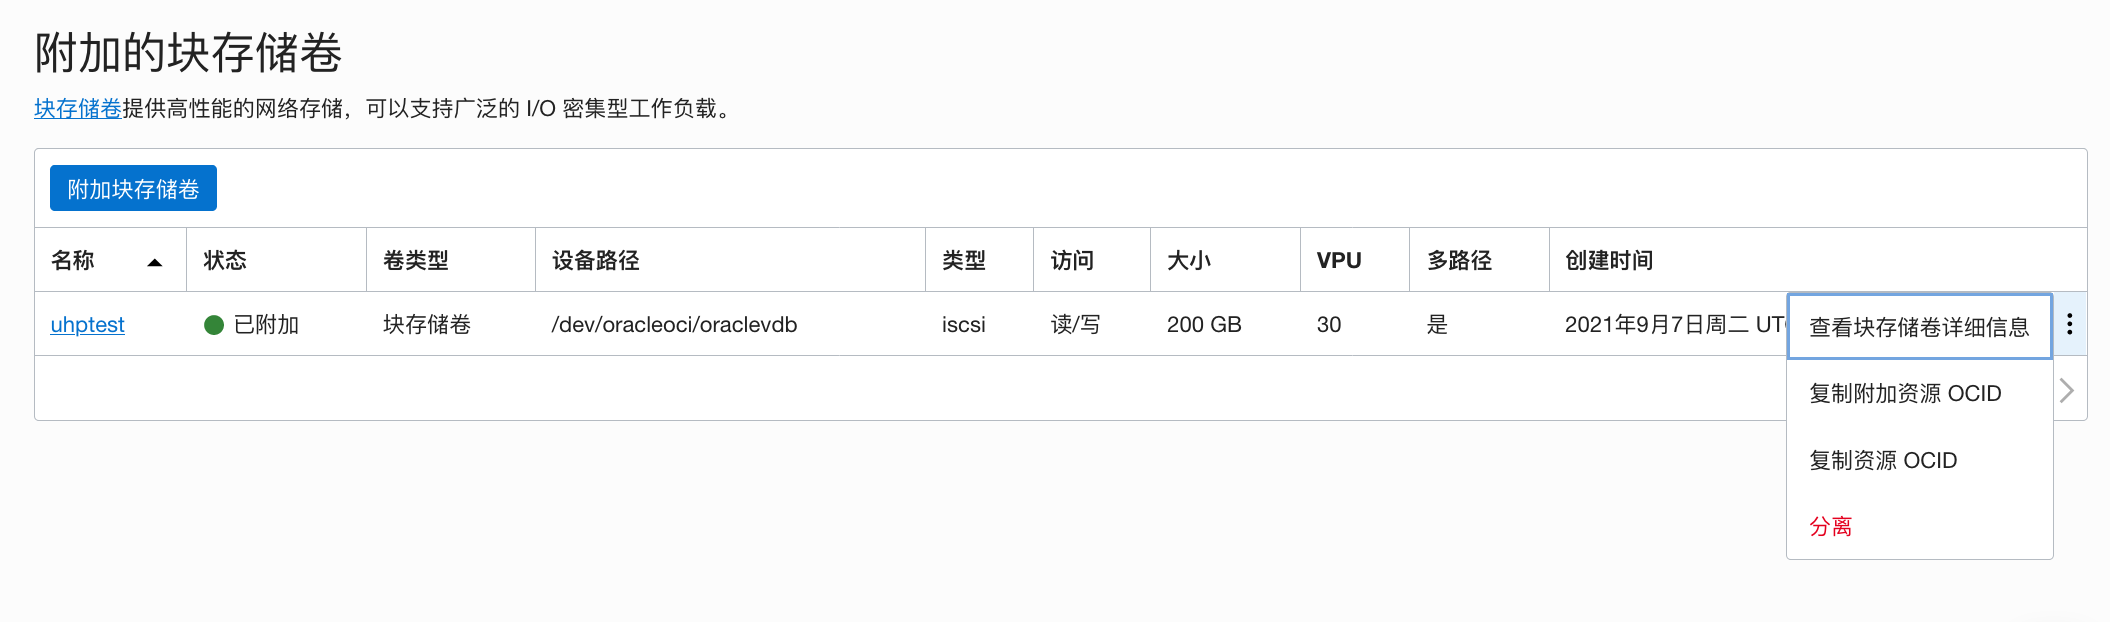 附加的块存储卷
块存储卷提供高性能的网络存储，可以支持广泛的 I/O 密集型工作负载。
附加块存储卷
名称 状态 卷类型 设备路径 类型 访问 大小 VPU 多路径 创建时间
uhptest 已附加 块存储卷 /dev/oracleoci/oraclevdb iscsi 读/写 200 GB 30 是 2021年9月7日周二
查看块存储卷详细信息
复制附加资源 OCID
复制资源 OCID
分离